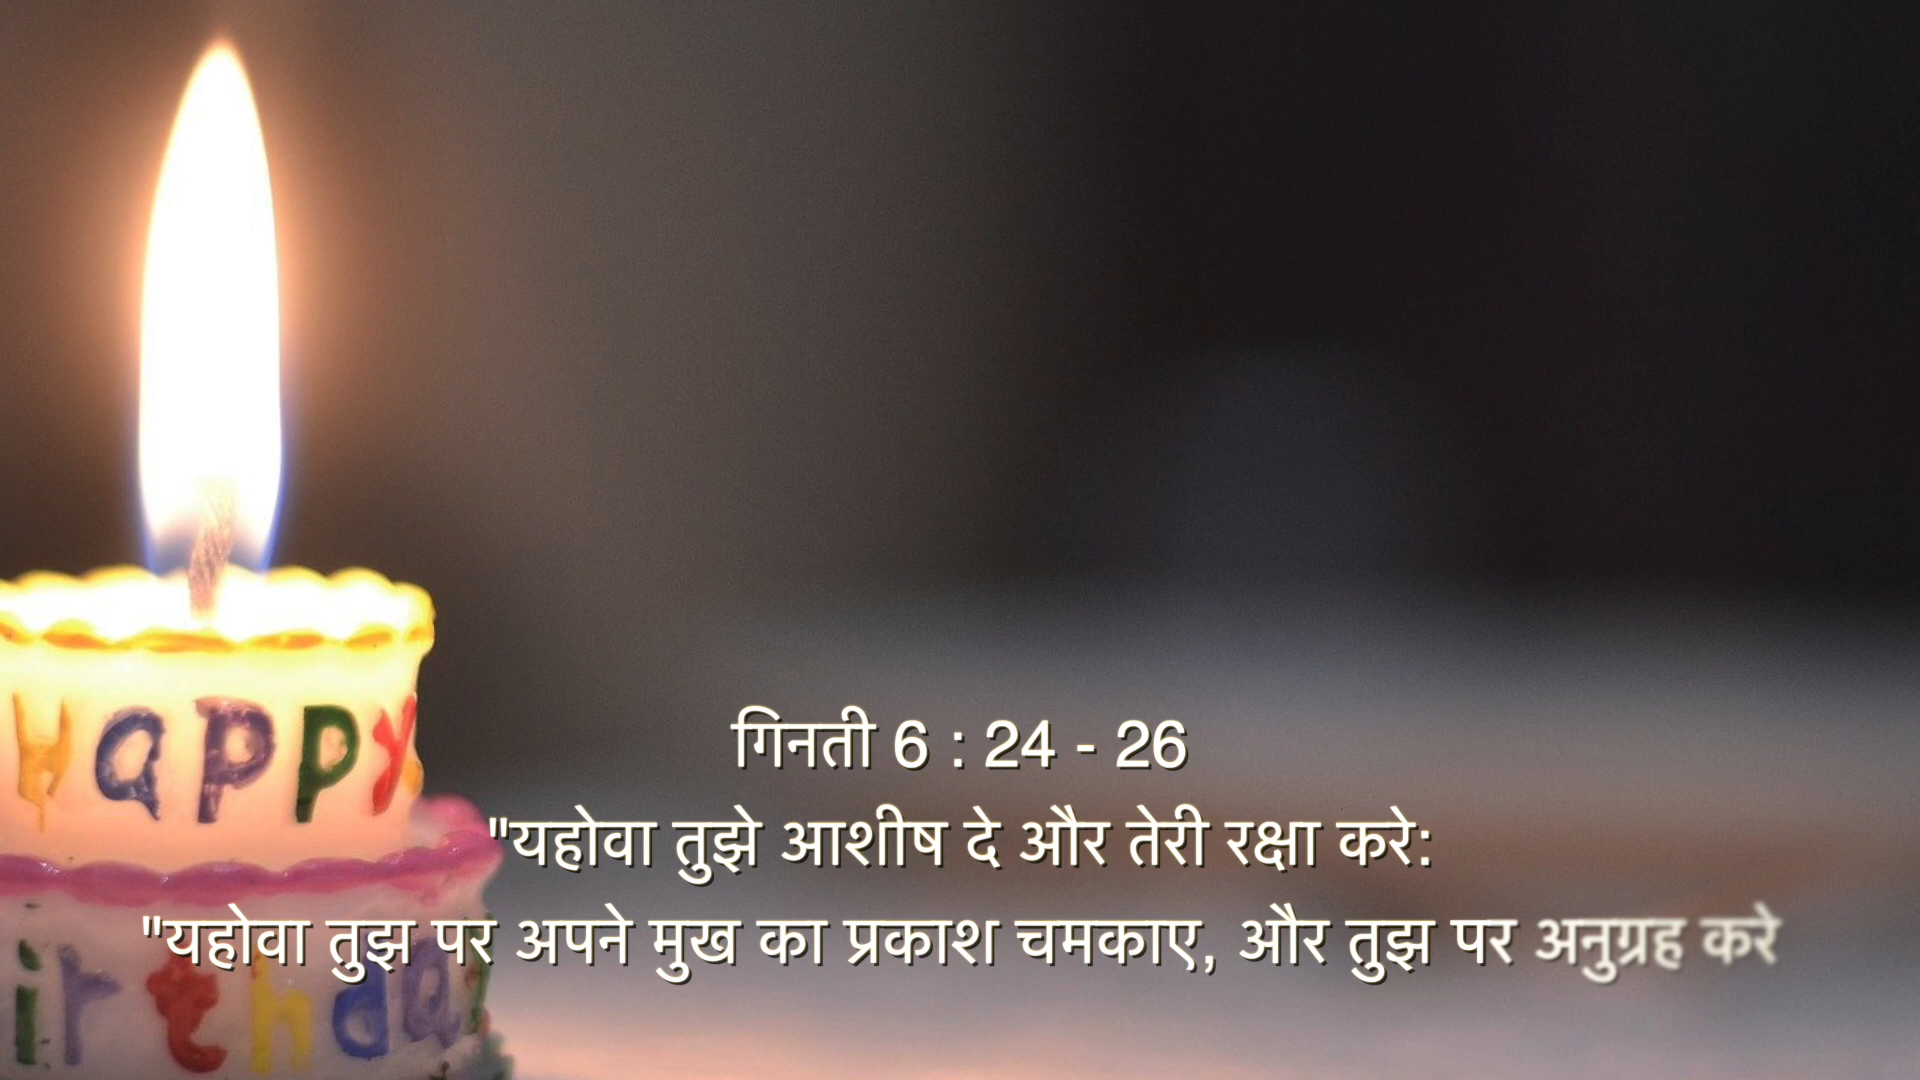 Happy
irthday
गिनती 6 : 24 - 26
"यहोवा तुझे आशीष दे और तेरी रक्षा करे:
"यहोवा तुझ पर अपने मुख का प्रकाश चमकाए, और तुझ पर अनुग्रह करे